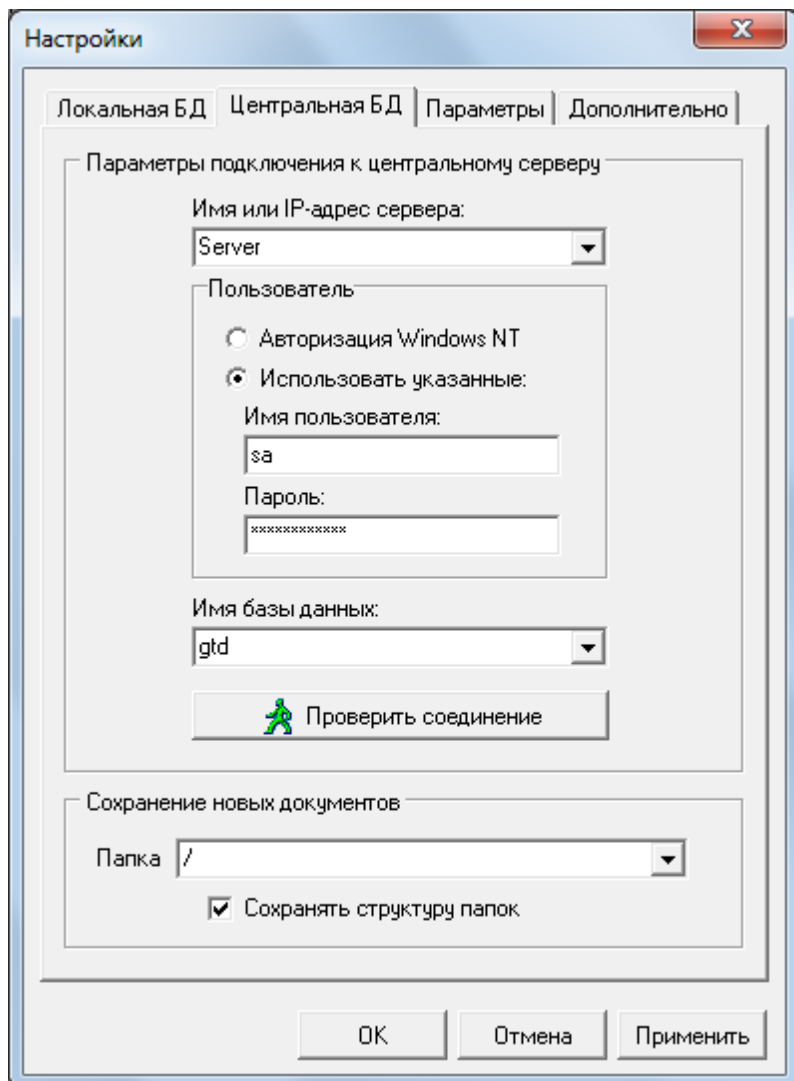 Настройки
Локальная БД Центральная БД Параметры Дополнительно
Параметры подключения к центральному серверу
Имя или IP-адрес сервера:
Server
Пользователь
Авторизация Windows NT
Использовать указанные:
Имя пользователя:
sa
Пароль:
************
Имя базы данных:
gtd
Проверить соединение
Сохранение новых документов
Папка /
Сохранять структуру папок
OK Отмена Применить